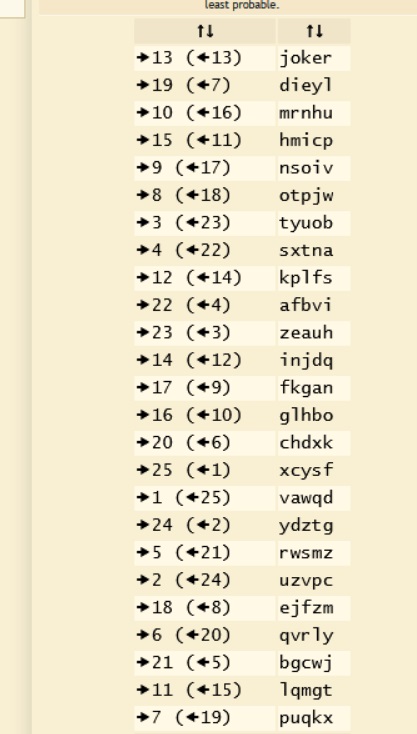 least probable.
↑↓ ↑↓
➔13 (←13) joker
➔19 (←7) dieyl
➔10 (←16) mrnhu
➔15 (←11) hmicp
➔9 (←17) nsoiv
➔8 (←18) otpjw
➔3 (←23) tyuob
➔4 (←22) sxtna
➔12 (←14) kplfs
➔22 (←4) afbvi
➔23 (←3) zeauh
➔14 (←12) injdq
➔17 (←9) fkgan
➔16 (←10) glhbo
➔20 (←6) chdxk
➔25 (←1) xcysf
➔1 (←25) vawqd
➔24 (←2) ydztg
➔5 (←21) rwsmz
➔2 (←24) uzvpc
➔18 (←8) ejfzm
➔6 (←20) qvrly
➔21 (←5) bgcwj
➔11 (←15) lqmgt
➔7 (←19) puqkx